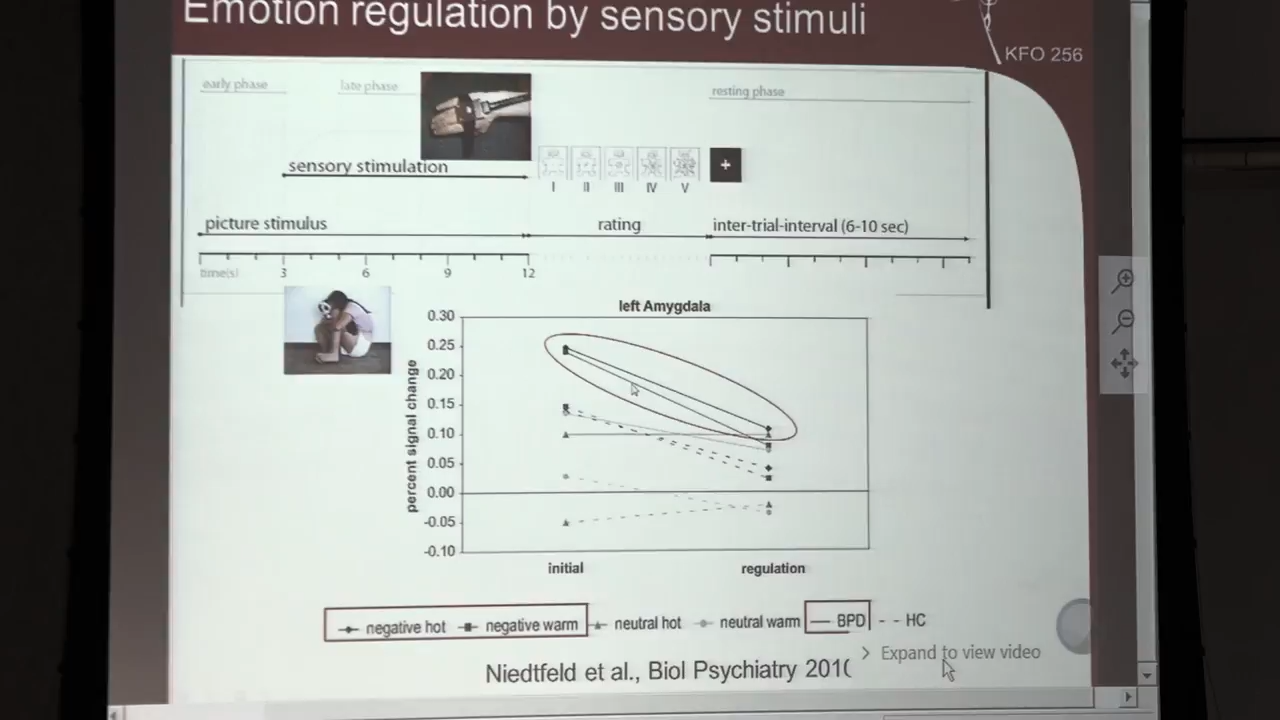 Emotion regulation by sensory stimuli
KFO 256
early phase
late phase
resting phase
sensory stimulation
+
I II III IV V
picture stimulus
rating
inter-trial-interval (6-10 sec)
time(s) 3 6 9 12
left Amygdala
0.30
0.25
0.20
0.15
0.10
0.05
0.00
-0.05
-0.10
percent signal change
initial regulation
negative hot negative warm neutral hot neutral warm BPD HC
> Expand to view video
Niedtfeld et al., Biol Psychiatry 2010